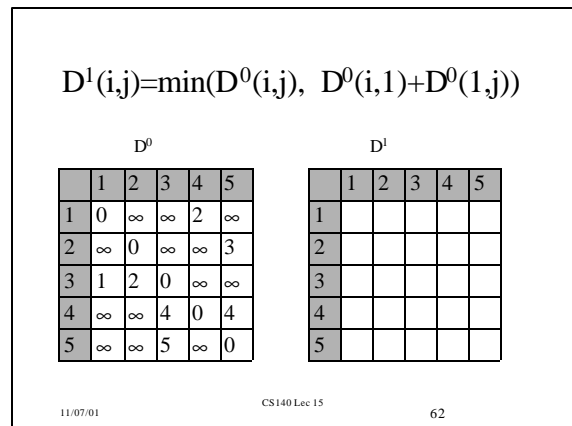 D¹(i,j)=min(D⁰(i,j), D⁰(i,1)+D⁰(1,j))
D⁰
1 2 3 4 5
1 0 ∞ ∞ 2 ∞
2 ∞ 0 ∞ ∞ 3
3 1 2 0 ∞ ∞
4 ∞ ∞ 4 0 4
5 ∞ ∞ 5 ∞ 0
D¹
1 2 3 4 5
1
2
3
4
5
11/07/01
CS140 Lec 15
62